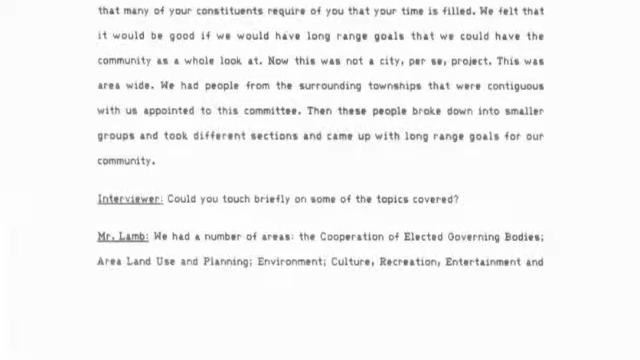 that many of your constituents require of you that your time is filled. We felt that
it would be good if we would have long range goals that we could have the
community as a whole look at. Now this was not a city, per se, project. This was
area wide. We had people from the surrounding townships that were contiguous
with us appointed to this committee. Then these people broke down into smaller
groups and took different sections and came up with long range goals for our
community.
Interviewer: Could you touch briefly on some of the topics covered?
Mr. Lamb: We had a number of areas: the Cooperation of Elected Governing Bodies;
Area Land Use and Planning; Environment; Culture, Recreation, Entertainment and